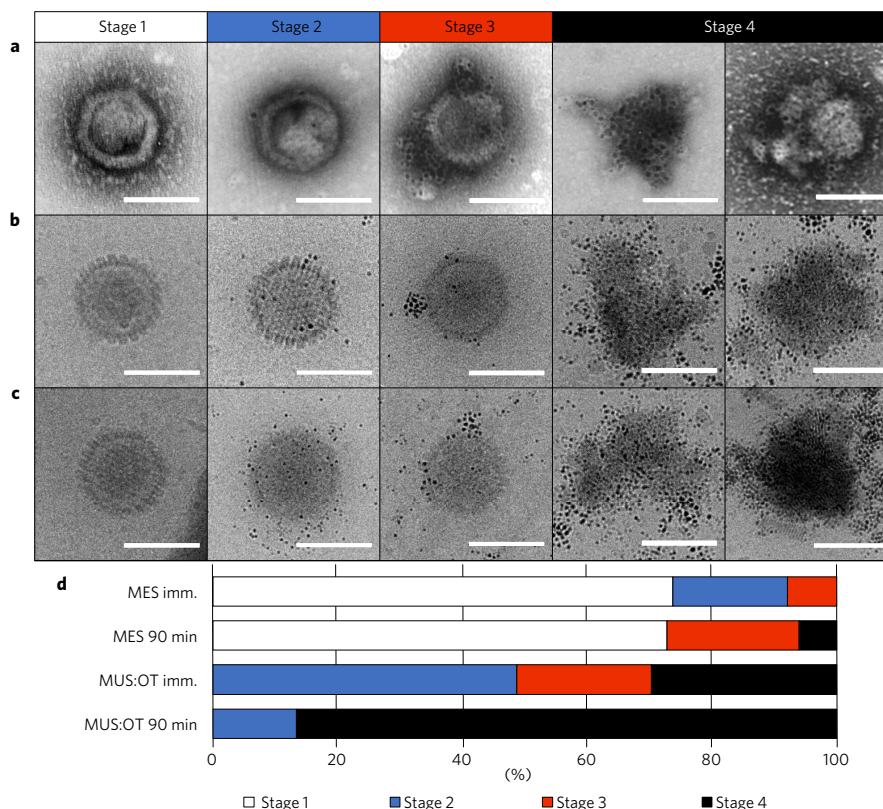 Stage 1 Stage 2 Stage 3 Stage 4
a
b
c
d
MES imm.
MES 90 min
MUS:OT imm.
MUS:OT 90 min
0 20 40 60 80 100
(%)
Stage 1 Stage 2 Stage 3 Stage 4